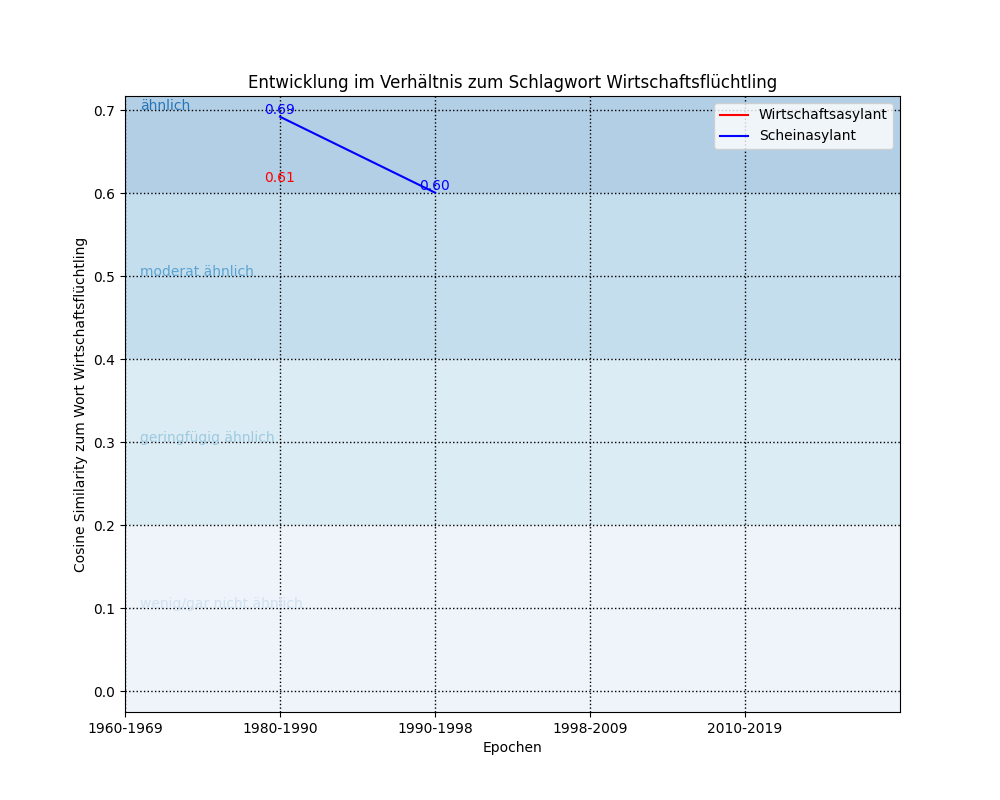 Entwicklung im Verhältnis zum Schlagwort Wirtschaftsflüchtling
Wirtschaftsasylant
Scheinasylant
Cosine Similarity zum Wort Wirtschaftsflüchtling
0.7
0.6
0.5
0.4
0.3
0.2
0.1
0.0
ähnlich
moderat ähnlich
geringfügig ähnlich
wenig/gar nicht ähnlich
0.69
0.61
0.60
1960-1969
1980-1990
1990-1998
1998-2009
2010-2019
Epochen